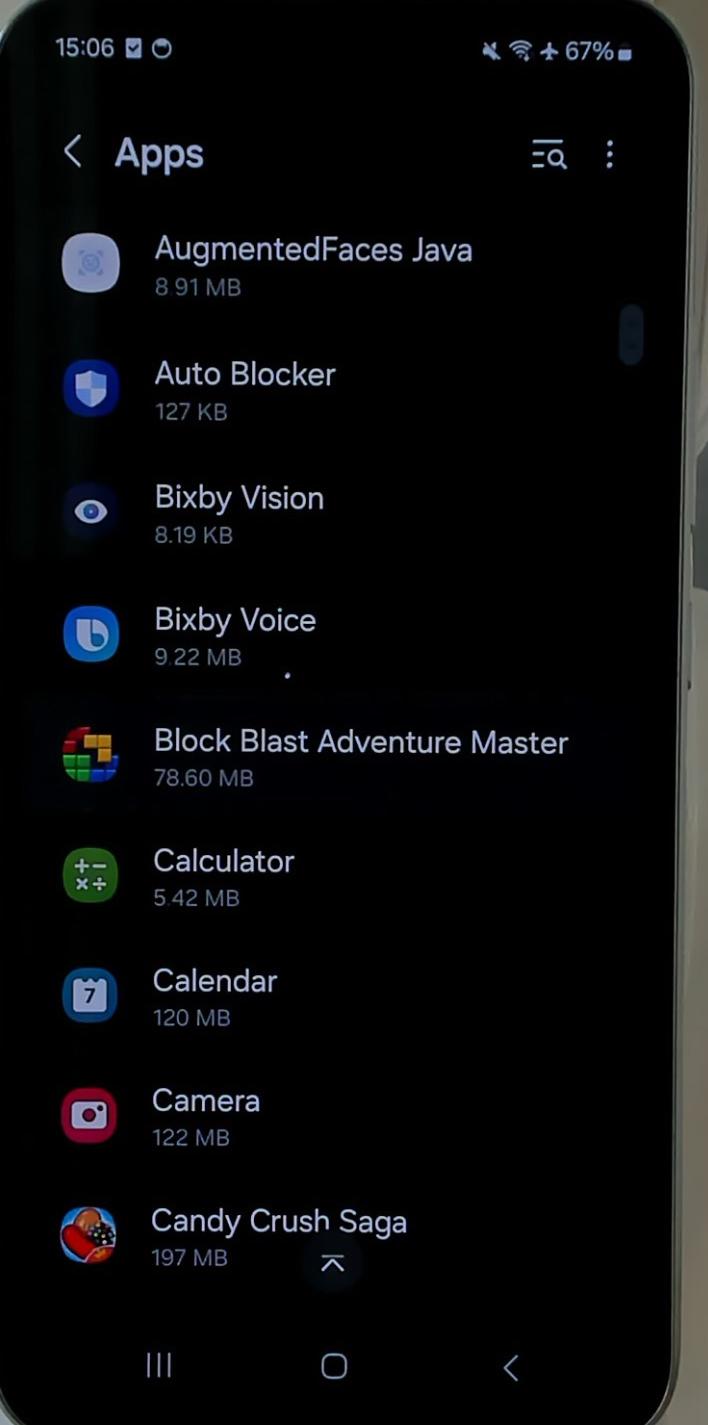 15:06 67%
Apps
AugmentedFaces Java
8.91 MB
Auto Blocker
127 KB
Bixby Vision
8.19 KB
Bixby Voice
9.22 MB
Block Blast Adventure Master
78.60 MB
Calculator
5.42 MB
Calendar
7
120 MB
Camera
122 MB
Candy Crush Saga
197 MB